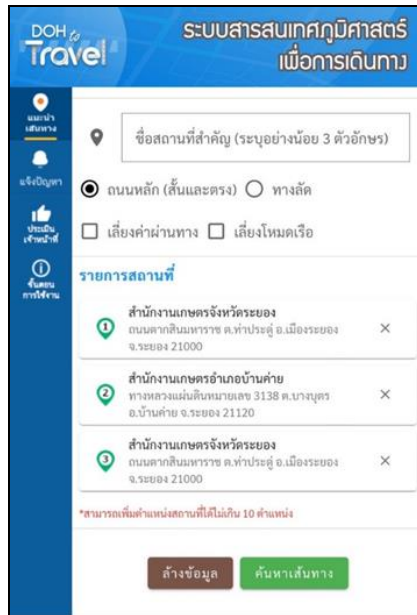 DOH to Travel
ระบบสารสนเทศภูมิศาสตร์
เพื่อการเดินทาง
แนะนำ
เส้นทาง
แจ้งปัญหา
ประเมิน
เจ้าหน้าที่
ขั้นตอน
การใช้งาน
ชื่อสถานที่สำคัญ (ระบุอย่างน้อย 3 ตัวอักษร)
ถนนหลัก (สั้นและตรง) ทางลัด
เลี่ยงค่าผ่านทาง เลี่ยงโหมดเรือ
รายการสถานที่
1
สำนักงานเกษตรจังหวัดระยอง
ถนนตากสินมหาราช ต.ท่าประดู่ อ.เมืองระยอง
จ.ระยอง 21000
2
สำนักงานเกษตรอำเภอบ้านค่าย
ทางหลวงแผ่นดินหมายเลข 3138 ต.บางบุตร
อ.บ้านค่าย จ.ระยอง 21120
3
สำนักงานเกษตรจังหวัดระยอง
ถนนตากสินมหาราช ต.ท่าประดู่ อ.เมืองระยอง
จ.ระยอง 21000
*สามารถเพิ่มตำแหน่งสถานที่ได้ไม่เกิน 10 ตำแหน่ง
ล้างข้อมูล ค้นหาเส้นทาง